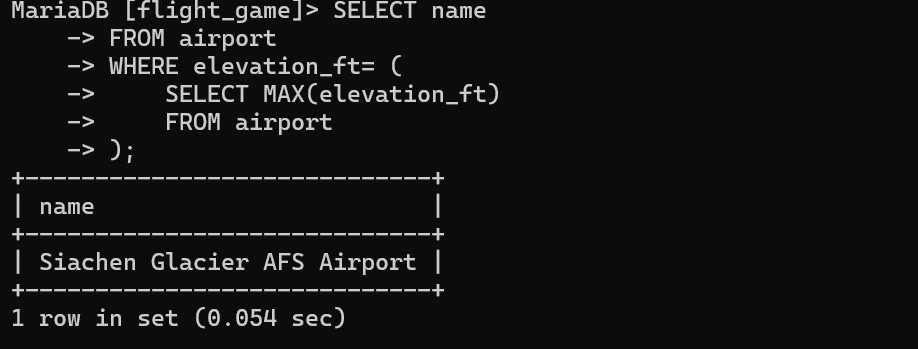 MariaDB [flight_game]> SELECT name
    -> FROM airport
    -> WHERE elevation_ft= (
    ->     SELECT MAX(elevation_ft)
    ->     FROM airport
    -> );
+-----------------------------+
| name                        |
+-----------------------------+
| Siachen Glacier AFS Airport |
+-----------------------------+
1 row in set (0.054 sec)